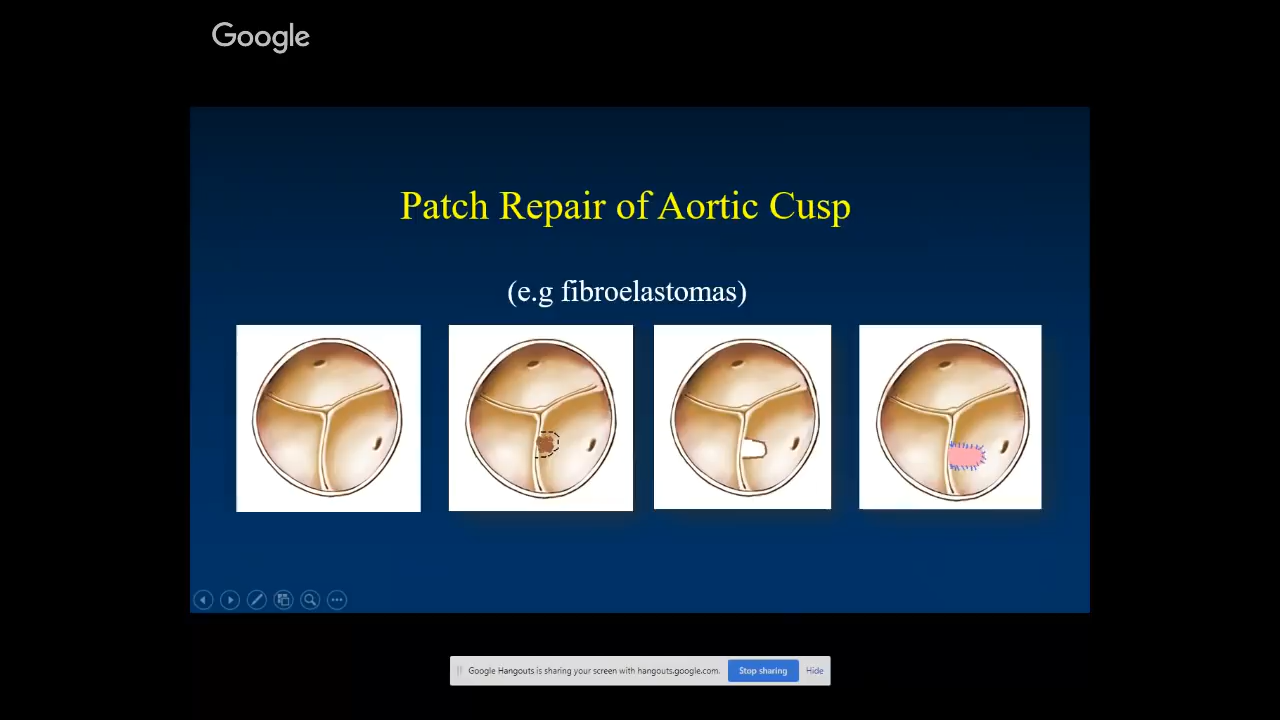 Google
Patch Repair of Aortic Cusp
(e.g fibroelastomas)
Google Hangouts is sharing your screen with hangouts.google.com. Stop sharing Hide